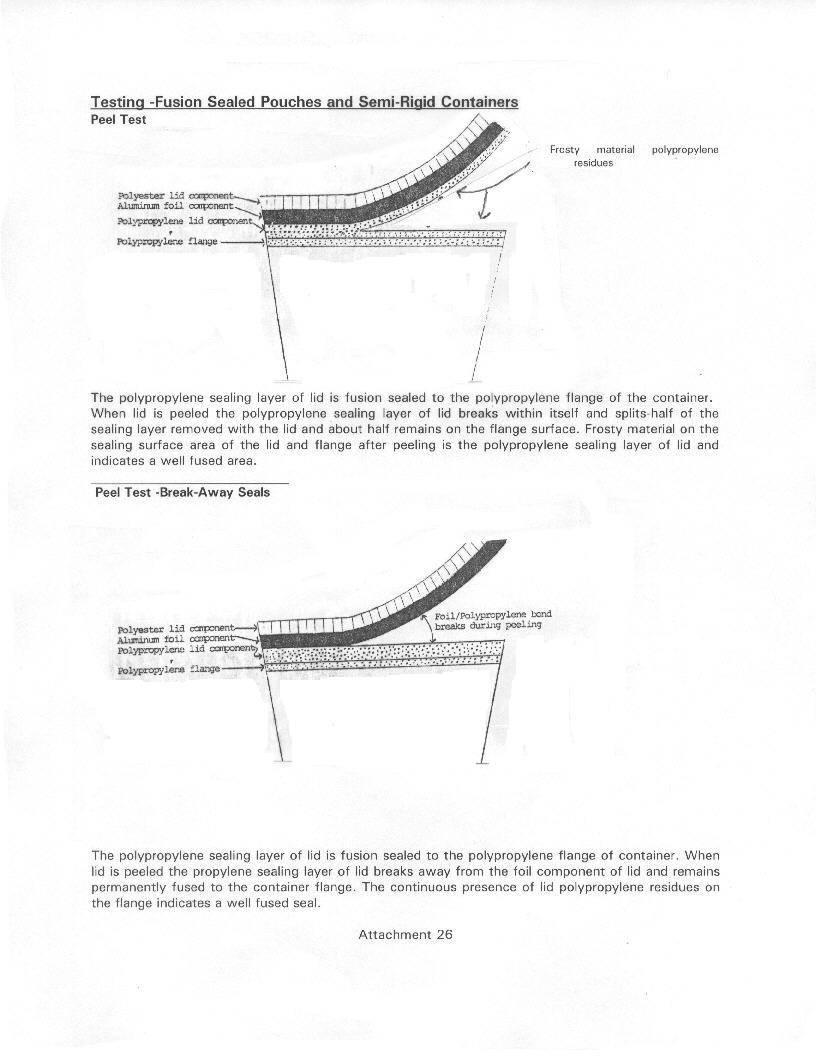 Testing -Fusion Sealed Pouches and Semi-Rigid Containers
Peel Test
Frosty material polypropylene
residues
Polyester lid component
Aluminum foil component
Polypropylene lid component
Polypropylene flange
The polypropylene sealing layer of lid is fusion sealed to the polypropylene flange of the container.
When lid is peeled the polypropylene sealing layer of lid breaks within itself and splits-half of the
sealing layer removed with the lid and about half remains on the flange surface. Frosty material on the
sealing surface area of the lid and flange after peeling is the polypropylene sealing layer of lid and
indicates a well fused area.
Peel Test -Break-Away Seals
Foil/Polypropylene bond
breaks during peeling
Polyester lid component
Aluminum foil component
Polypropylene lid component
Polypropylene flange
The polypropylene sealing layer of lid is fusion sealed to the polypropylene flange of container. When
lid is peeled the propylene sealing layer of lid breaks away from the foil component of lid and remains
permanently fused to the container flange. The continuous presence of lid polypropylene residues on
the flange indicates a well fused seal.
Attachment 26